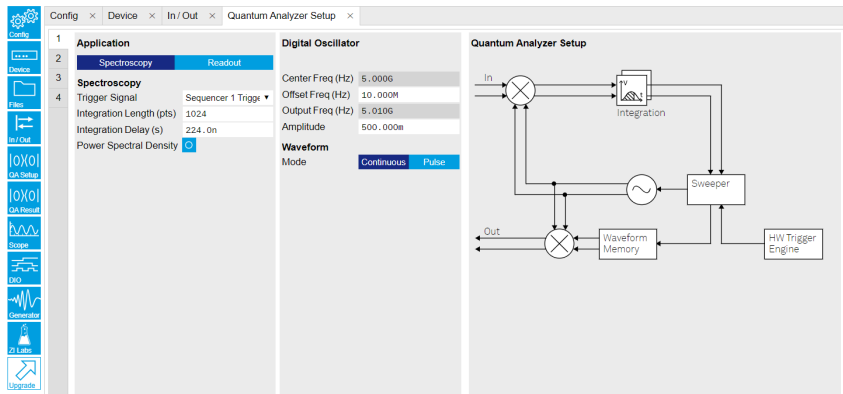 Config × Device × In / Out × Quantum Analyzer Setup ×
Config
Device
Files
In / Out
|0⟩⟨0|
QA Setup
|0⟩⟨0|
QA Result
Scope
DIO
Generator
ZI Labs
Upgrade
1
2
3
4
Application
Spectroscopy Readout
Spectroscopy
Trigger Signal Sequencer 1 Trigge ▼
Integration Length (pts) 1024
Integration Delay (s) 224.0n
Power Spectral Density
Digital Oscillator
Center Freq (Hz) 5.000G
Offset Freq (Hz) 10.000M
Output Freq (Hz) 5.010G
Amplitude 500.000m
Waveform
Mode Continuous Pulse
Quantum Analyzer Setup
In
V
t
Integration
Sweeper
Out
Waveform
Memory
HW Trigger
Engine